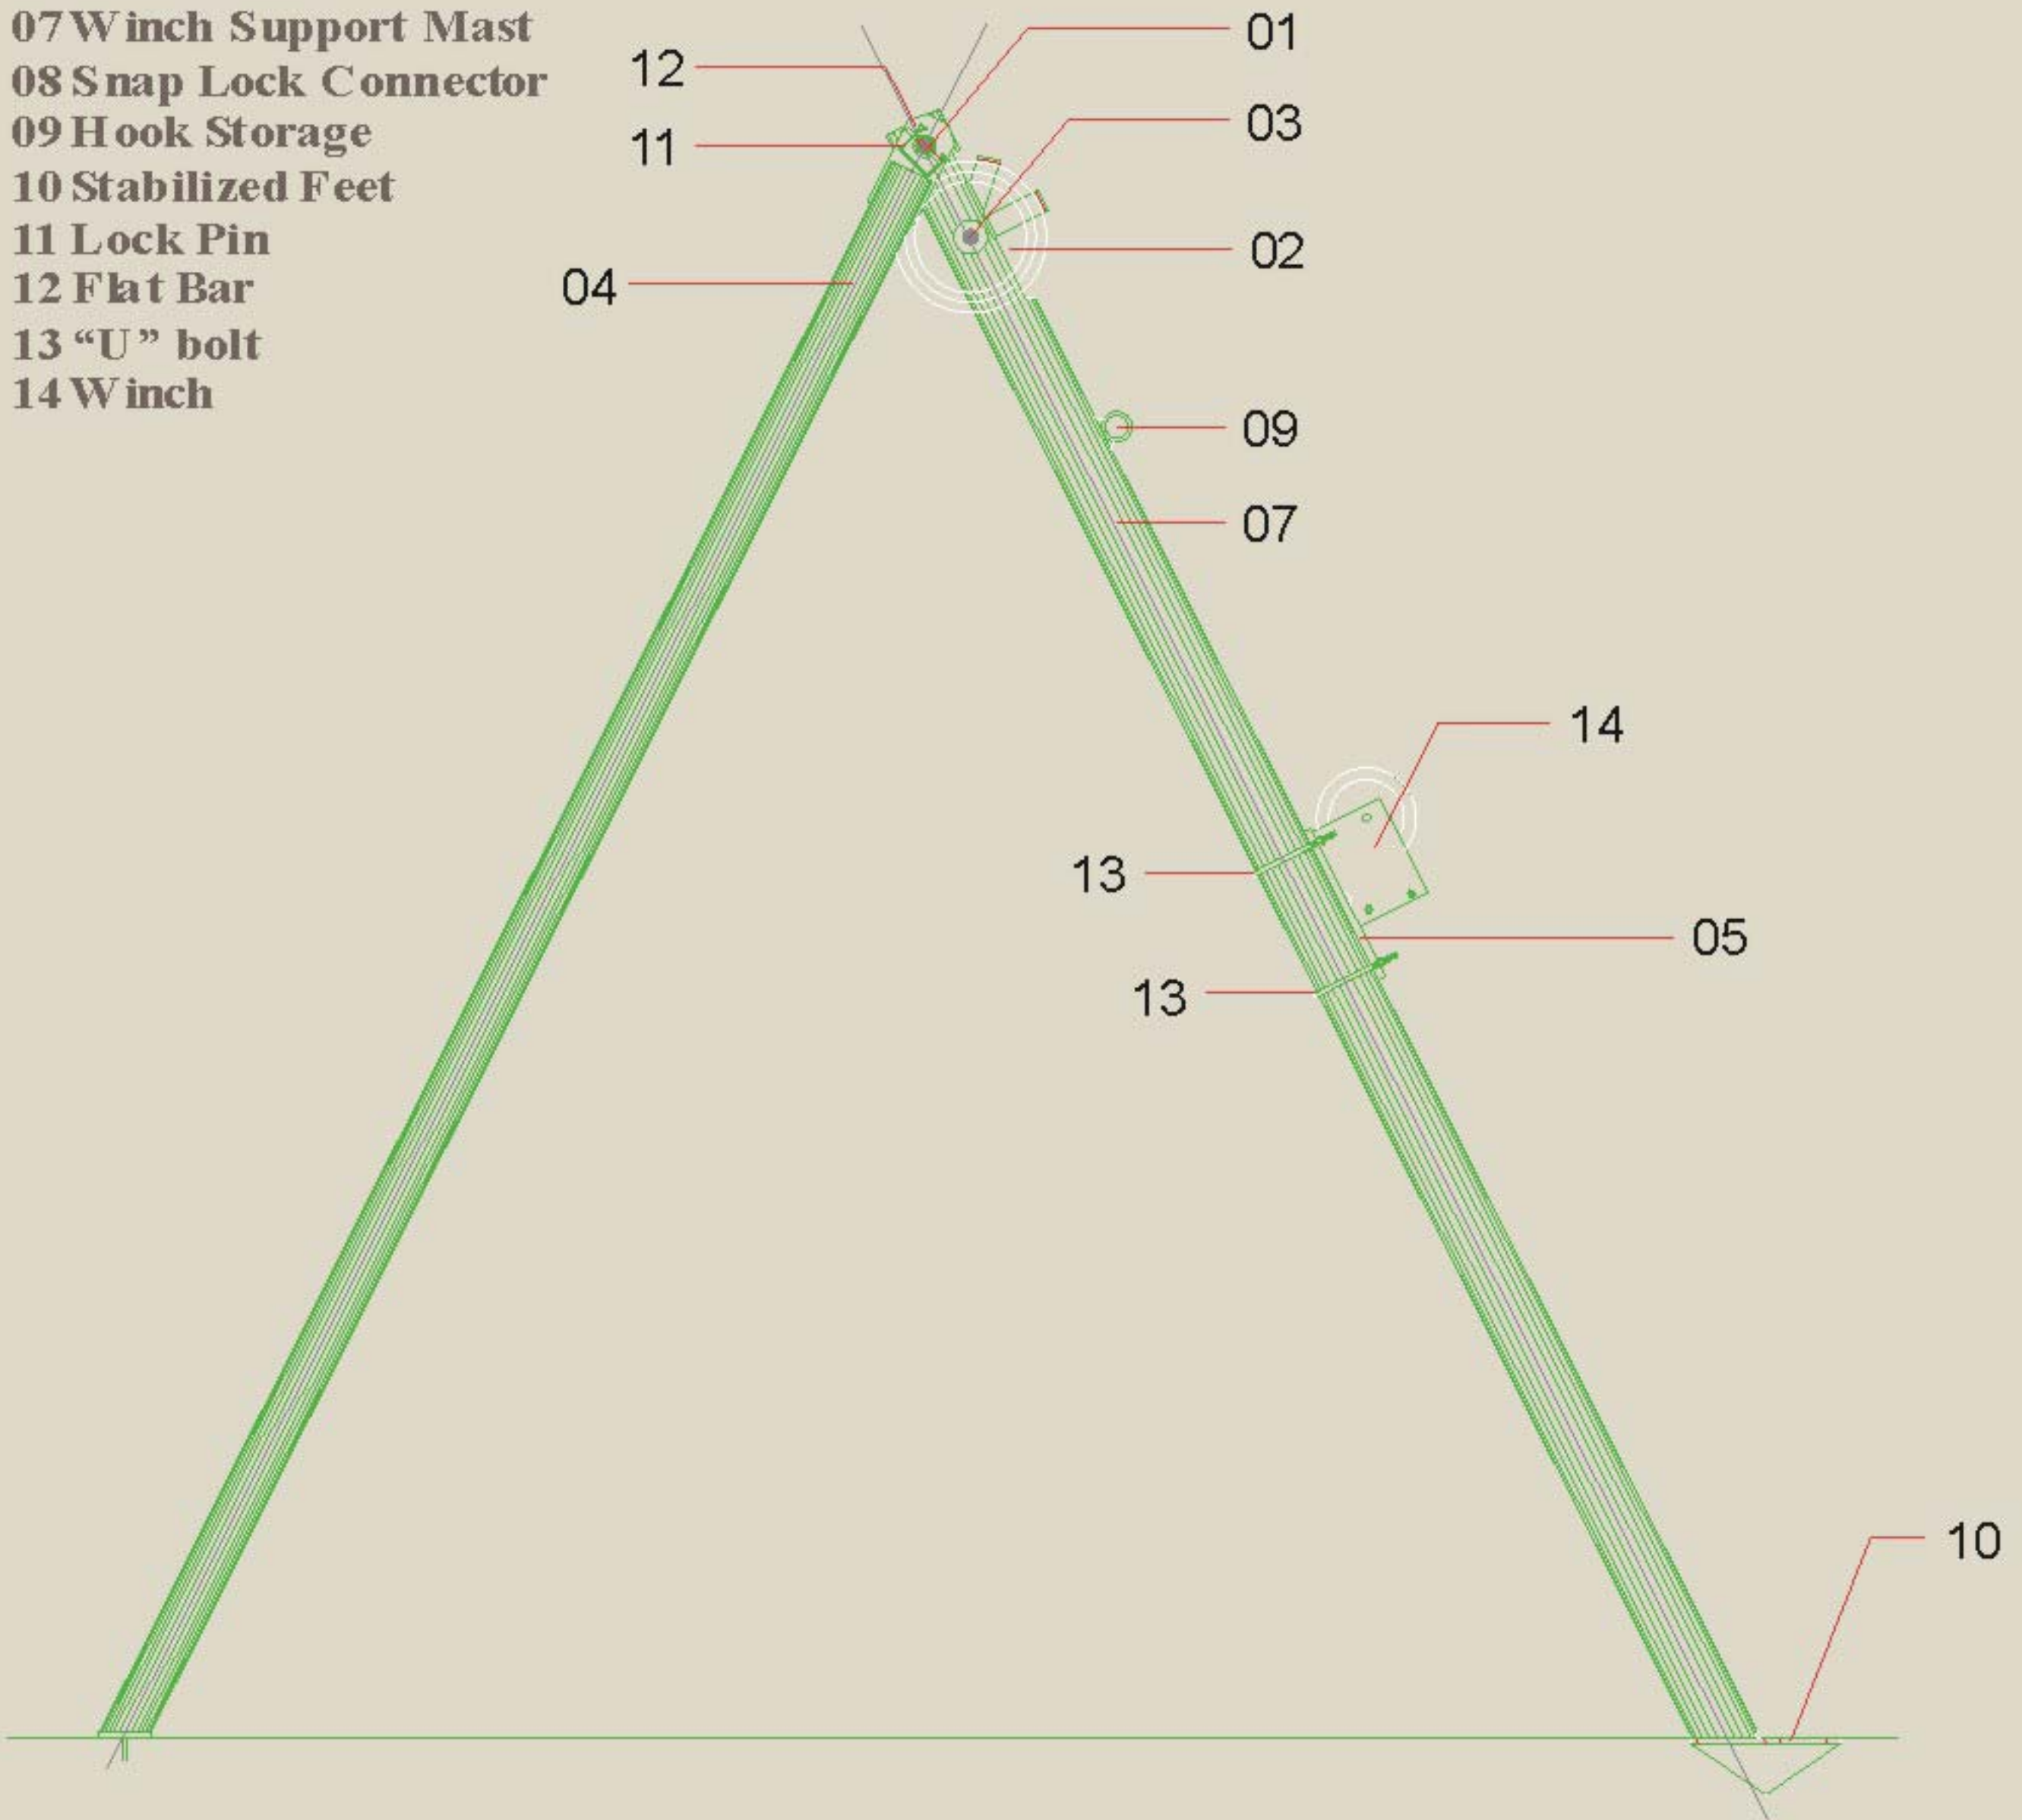 07 Winch Support Mast
08 Snap Lock Connector
09 Hook Storage
10 Stabilized Feet
11 Lock Pin
12 Flat Bar
13 “U” bolt
14 Winch
01
12
03
11
02
04
09
07
14
13
05
13
10